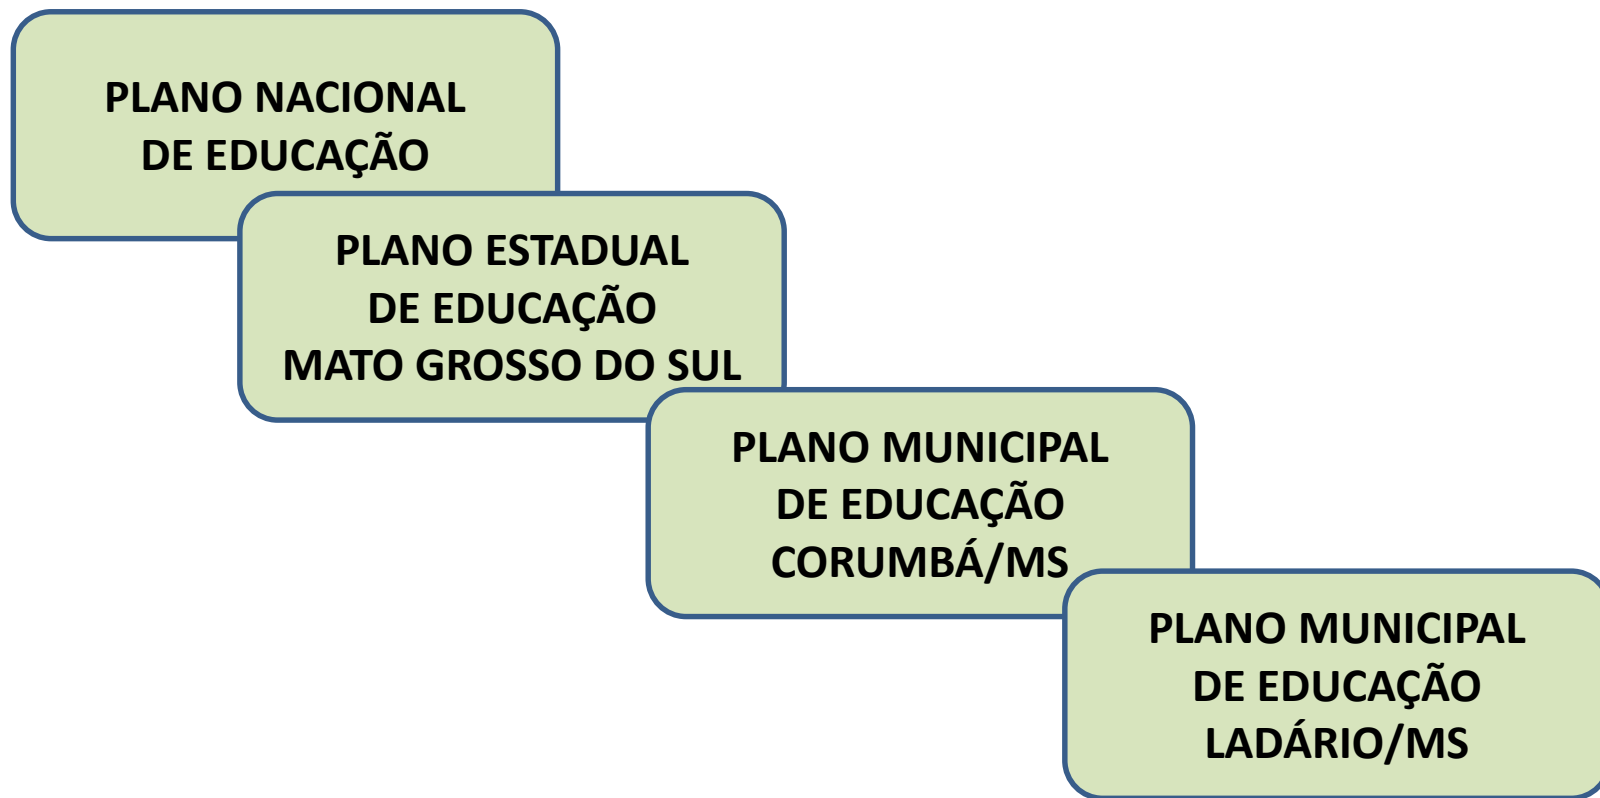 PLANO NACIONAL
DE EDUCAÇÃO
PLANO ESTADUAL
DE EDUCAÇÃO
MATO GROSSO DO SUL
PLANO MUNICIPAL
DE EDUCAÇÃO
CORUMBÁ/MS
PLANO MUNICIPAL
DE EDUCAÇÃO
LADÁRIO/MS